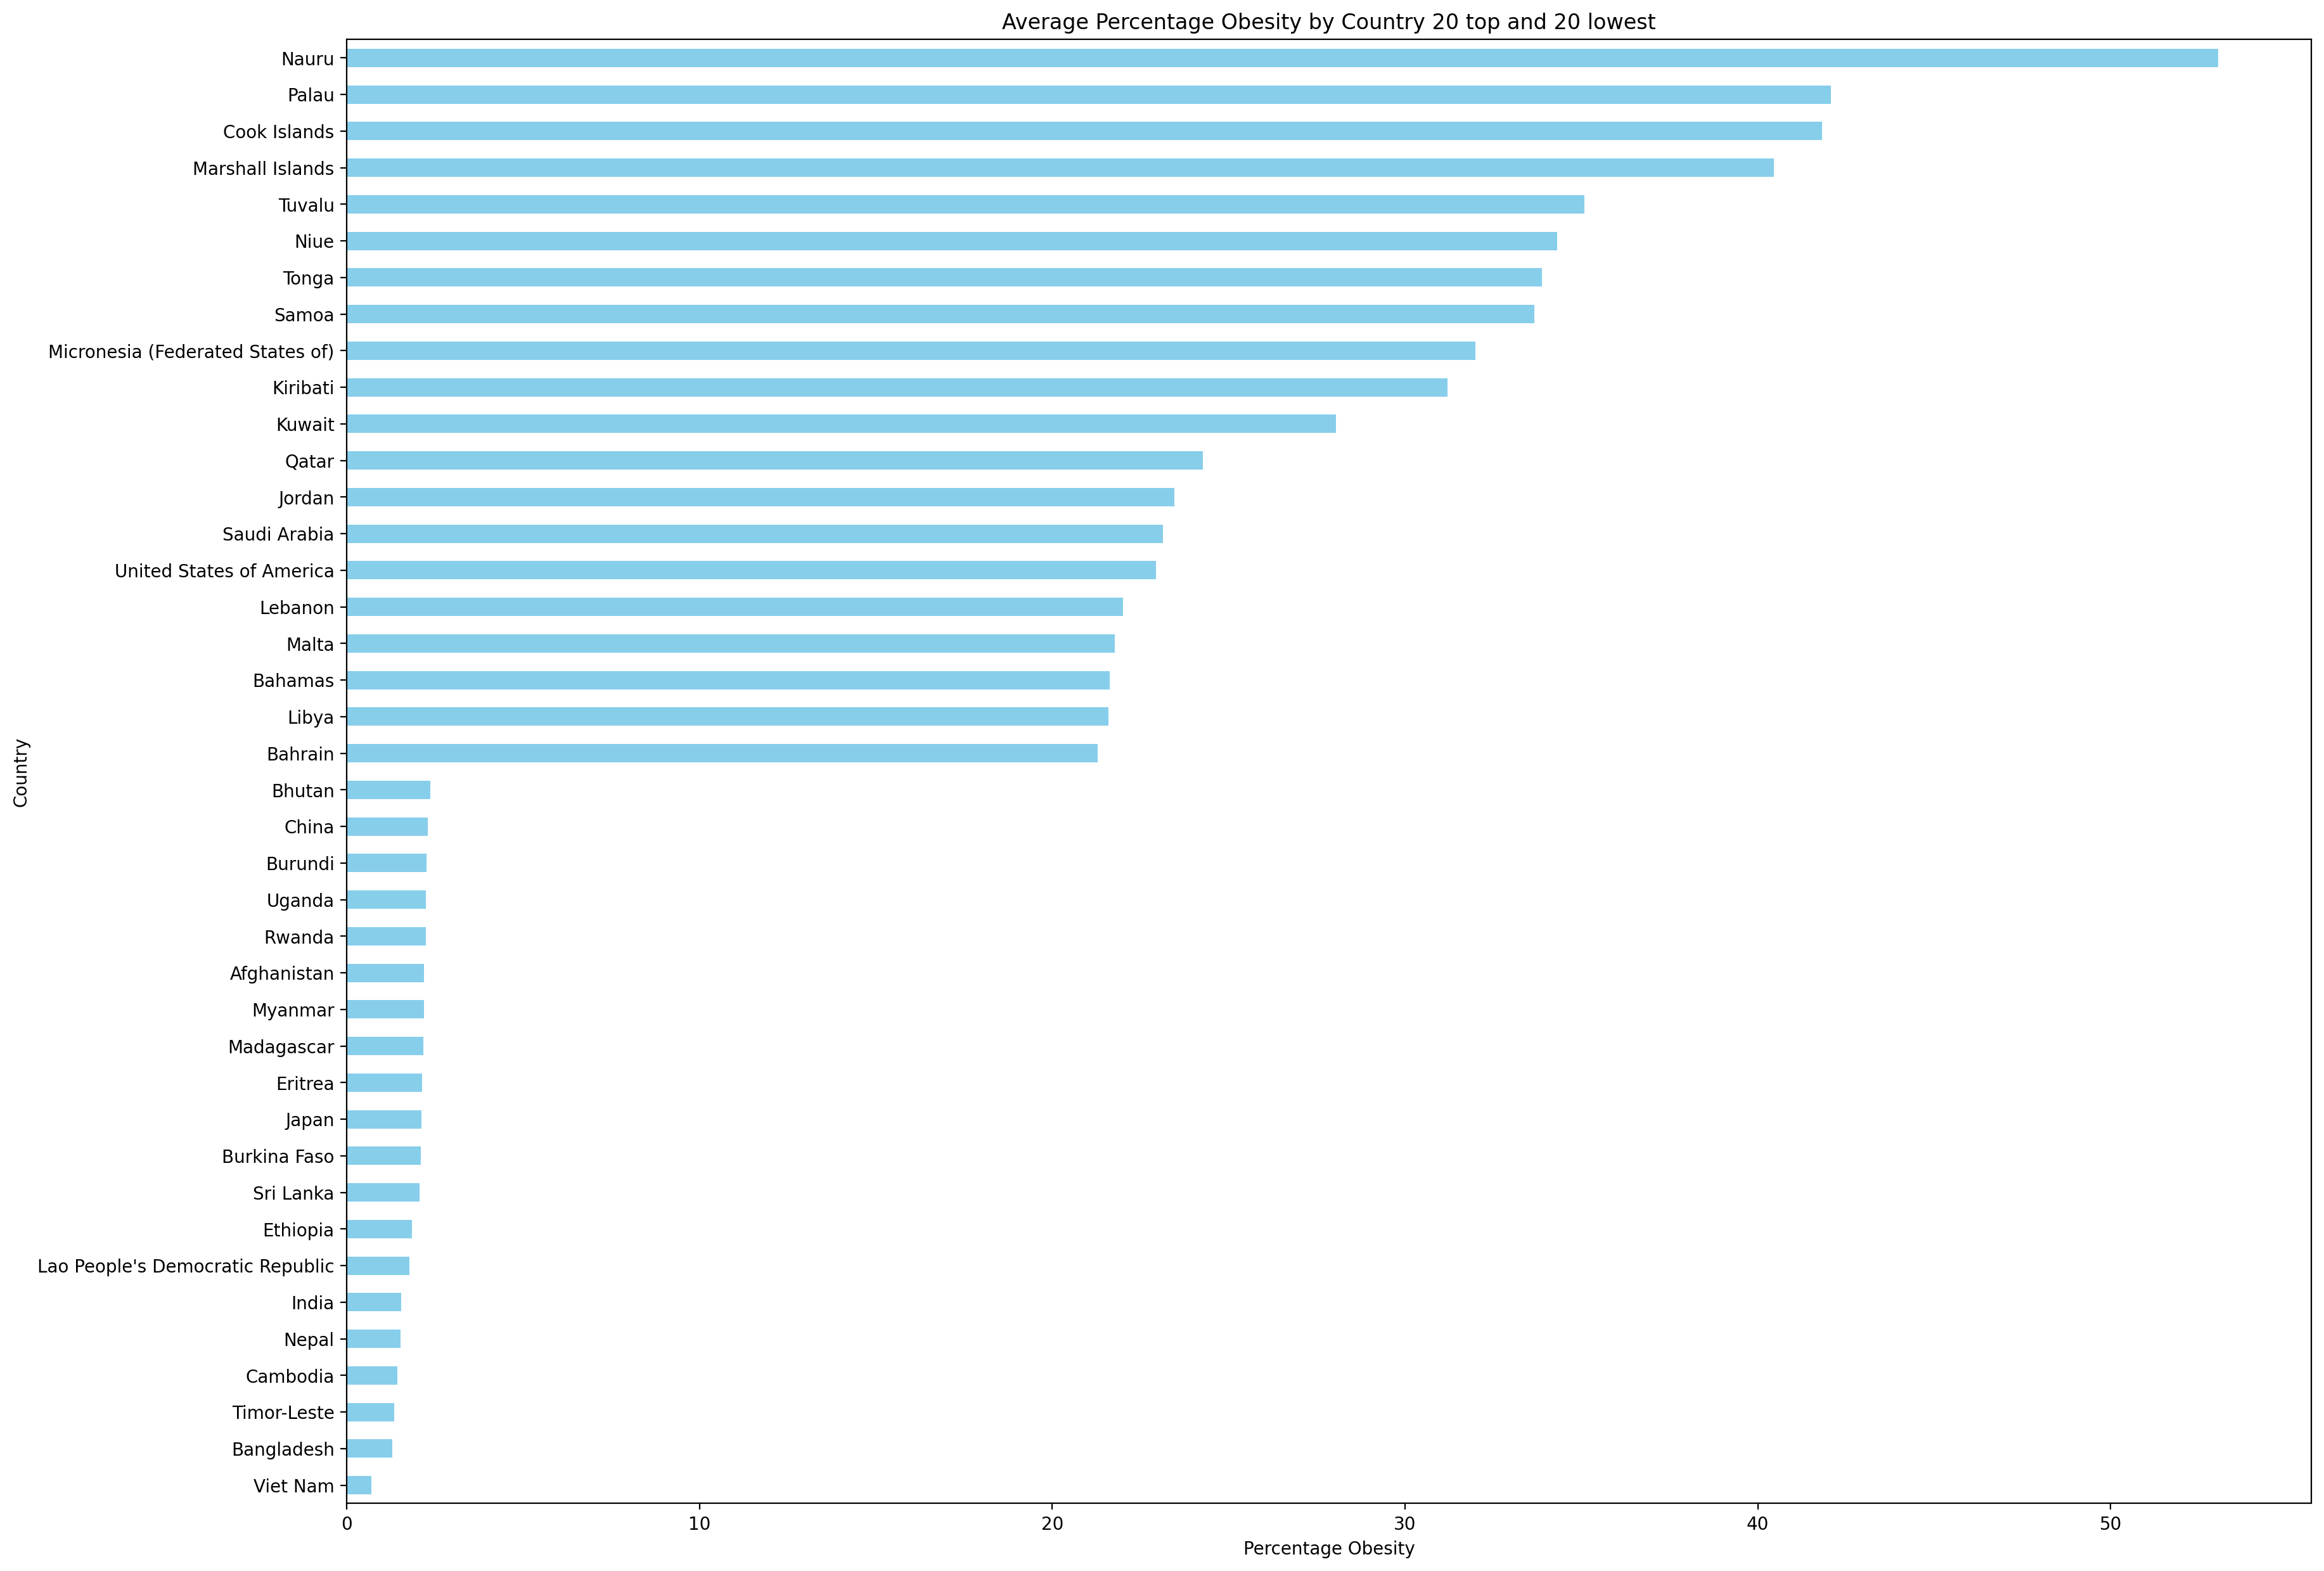 Average Percentage Obesity by Country 20 top and 20 lowest
Nauru
Palau
Cook Islands
Marshall Islands
Tuvalu
Niue
Tonga
Samoa
Micronesia (Federated States of)
Kiribati
Kuwait
Qatar
Jordan
Saudi Arabia
United States of America
Lebanon
Malta
Bahamas
Libya
Bahrain
Bhutan
China
Burundi
Uganda
Rwanda
Afghanistan
Myanmar
Madagascar
Eritrea
Japan
Burkina Faso
Sri Lanka
Ethiopia
Lao People's Democratic Republic
India
Nepal
Cambodia
Timor-Leste
Bangladesh
Viet Nam
Country
0 10 20 30 40 50
Percentage Obesity